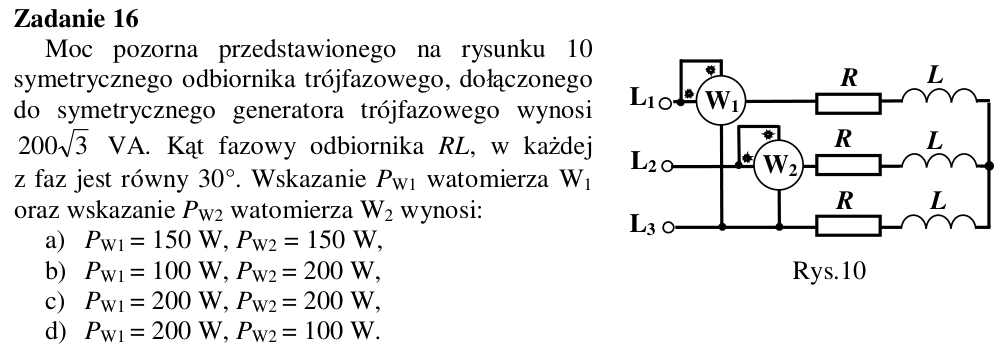 Zadanie 16
Moc pozorna przedstawionego na rysunku 10
symetrycznego odbiornika trójfazowego, dołączonego
do symetrycznego generatora trójfazowego wynosi
200√3 VA. Kąt fazowy odbiornika RL, w każdej
z faz jest równy 30°. Wskazanie PW1 watomierza W1
oraz wskazanie PW2 watomierza W2 wynosi:
a) PW1 = 150 W, PW2 = 150 W,
b) PW1 = 100 W, PW2 = 200 W,
c) PW1 = 200 W, PW2 = 200 W,
d) PW1 = 200 W, PW2 = 100 W.
L1 W1 R L
L2 W2 R L
L3 R L
Rys.10